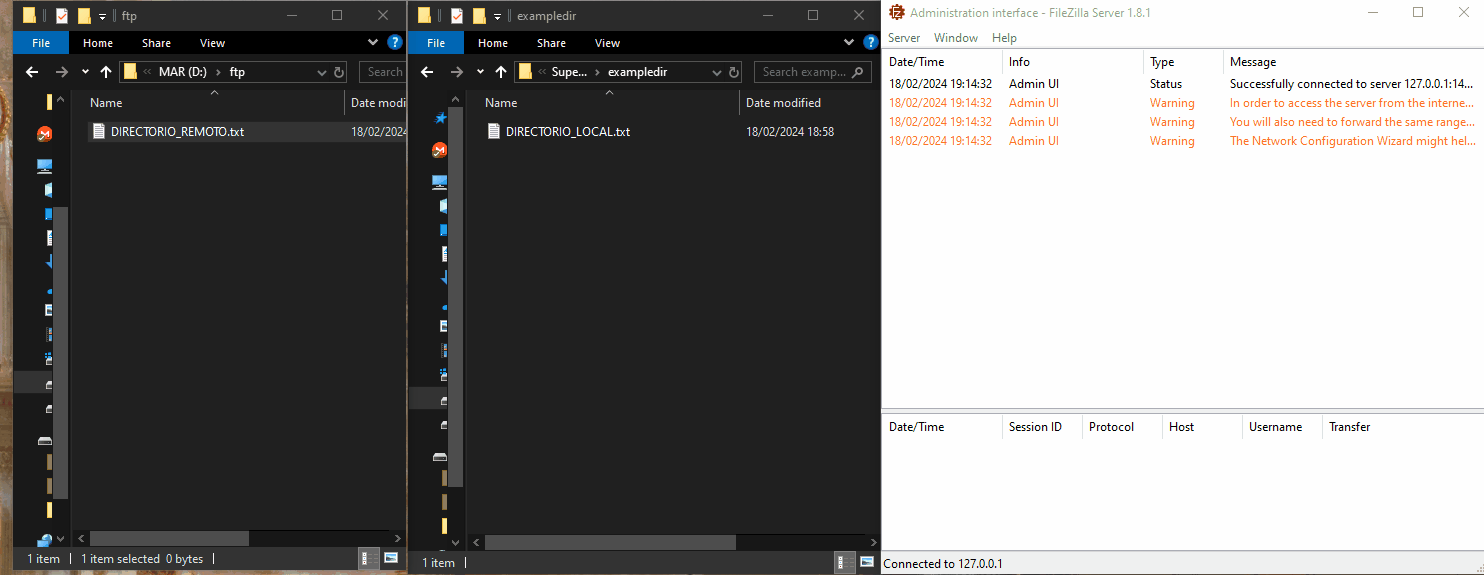 ftp
File Home Share View
MAR (D:) ftp
Search
Name Date modi
DIRECTORIO_REMOTO.txt 18/02/2024
1 item 1 item selected 0 bytes
exampledir
File Home Share View
Supe... exampledir
Search examp...
Name Date modified
DIRECTORIO_LOCAL.txt 18/02/2024 18:58
1 item
Administration interface - FileZilla Server 1.8.1
Server Window Help
Date/Time Info Type Message
18/02/2024 19:14:32 Admin UI Status Successfully connected to server 127.0.0.1:14...
18/02/2024 19:14:32 Admin UI Warning In order to access the server from the interne...
18/02/2024 19:14:32 Admin UI Warning You will also need to forward the same range...
18/02/2024 19:14:32 Admin UI Warning The Network Configuration Wizard might hel...
Date/Time Session ID Protocol Host Username Transfer
Connected to 127.0.0.1